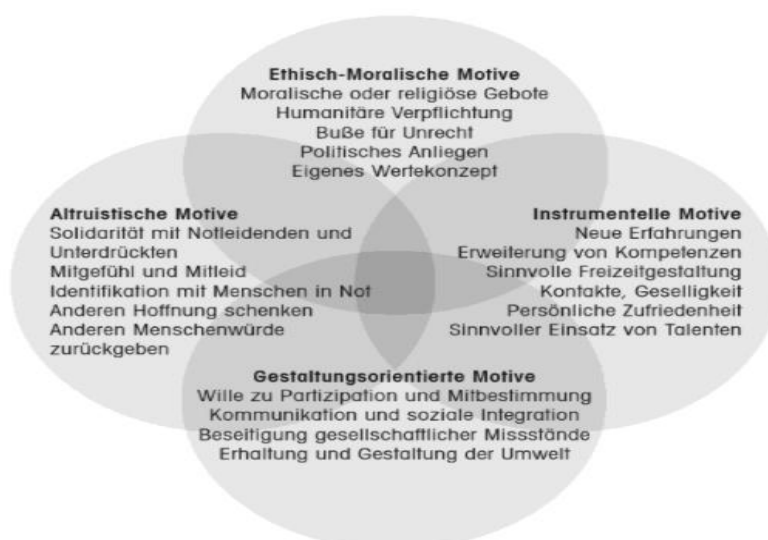 Ethisch-Moralische Motive
Moralische oder religiöse Gebote
Humanitäre Verpflichtung
Buße für Unrecht
Politisches Anliegen
Eigenes Wertekonzept
Altruistische Motive
Solidarität mit Notleidenden und
Unterdrückten
Mitgefühl und Mitleid
Identifikation mit Menschen in Not
Anderen Hoffnung schenken
Anderen Menschenwürde
zurückgeben
Instrumentelle Motive
Neue Erfahrungen
Erweiterung von Kompetenzen
Sinnvolle Freizeitgestaltung
Kontakte, Geselligkeit
Persönliche Zufriedenheit
Sinnvoller Einsatz von Talenten
Gestaltungsorientierte Motive
Wille zu Partizipation und Mitbestimmung
Kommunikation und soziale Integration
Beseitigung gesellschaftlicher Missstände
Erhaltung und Gestaltung der Umwelt